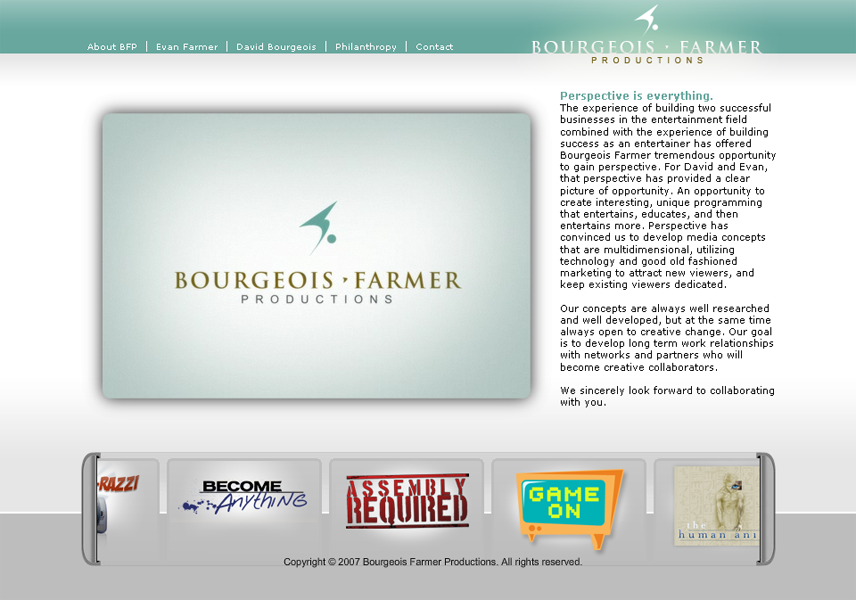 About BFP | Evan Farmer | David Bourgeois | Philanthropy | Contact
BOURGEOIS · FARMER
PRODUCTIONS
Perspective is everything.
The experience of building two successful
businesses in the entertainment field
combined with the experience of building
success as an entertainer has offered
Bourgeois Farmer tremendous opportunity
to gain perspective. For David and Evan,
that perspective has provided a clear
picture of opportunity. An opportunity to
create interesting, unique programming
that entertains, educates, and then
entertains more. Perspective has
convinced us to develop media concepts
that are multidimensional, utilizing
technology and good old fashioned
marketing to attract new viewers, and
keep existing viewers dedicated.
Our concepts are always well researched
and well developed, but at the same time
always open to creative change. Our goal
is to develop long term work relationships
with networks and partners who will
become creative collaborators.
We sincerely look forward to collaborating
with you.
BOURGEOIS · FARMER
PRODUCTIONS
-RAZZI
BECOME
Anything
ASSEMBLY
REQUIRED
GAME
ON
the
human ani
Copyright © 2007 Bourgeois Farmer Productions. All rights reserved.